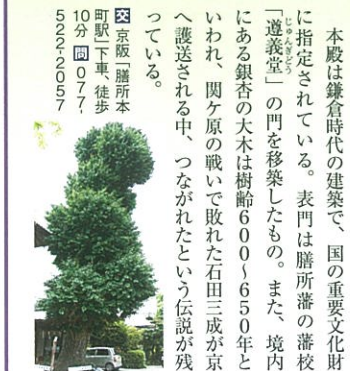 本殿は鎌倉時代の建築で、国の重要文化財
に指定されている。表門は膳所藩の藩校
「遵義堂」の門を移築したもの。また、境内
じゅんぎどう
にある銀杏の大木は樹齢600〜650年と
いわれ、関ケ原の戦いで敗れた石田三成が京
へ護送される中、つながれたという伝説が残
っている。
交 京阪「膳所本
町駅」下車、徒歩
10分 問 077-
522-2057